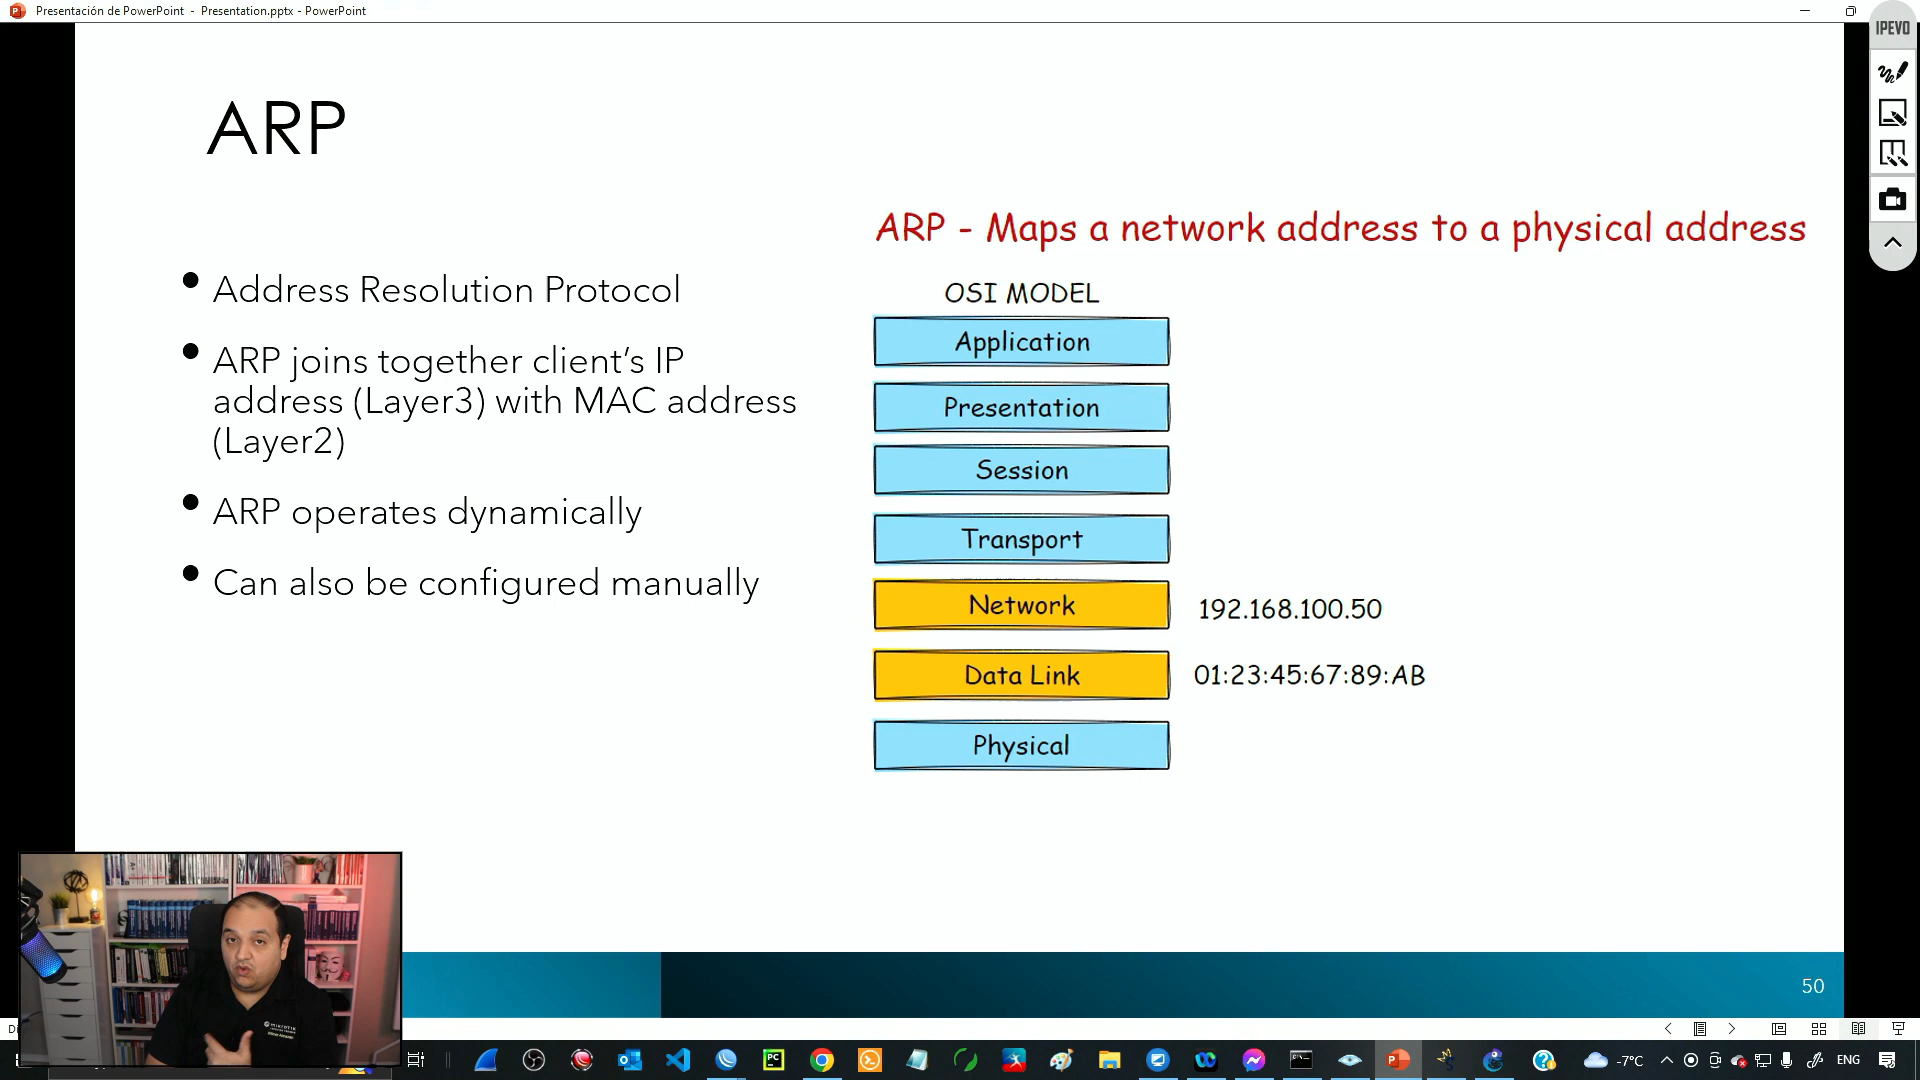 Presentación de PowerPoint - Presentation.pptx - PowerPoint
IPEVO
ARP
ARP - Maps a network address to a physical address
• Address Resolution Protocol
• ARP joins together client’s IP
address (Layer3) with MAC address
(Layer2)
• ARP operates dynamically
• Can also be configured manually
OSI MODEL
Application
Presentation
Session
Transport
Network 192.168.100.50
Data Link 01:23:45:67:89:AB
Physical
mikrotik
50
-7°C
ENG